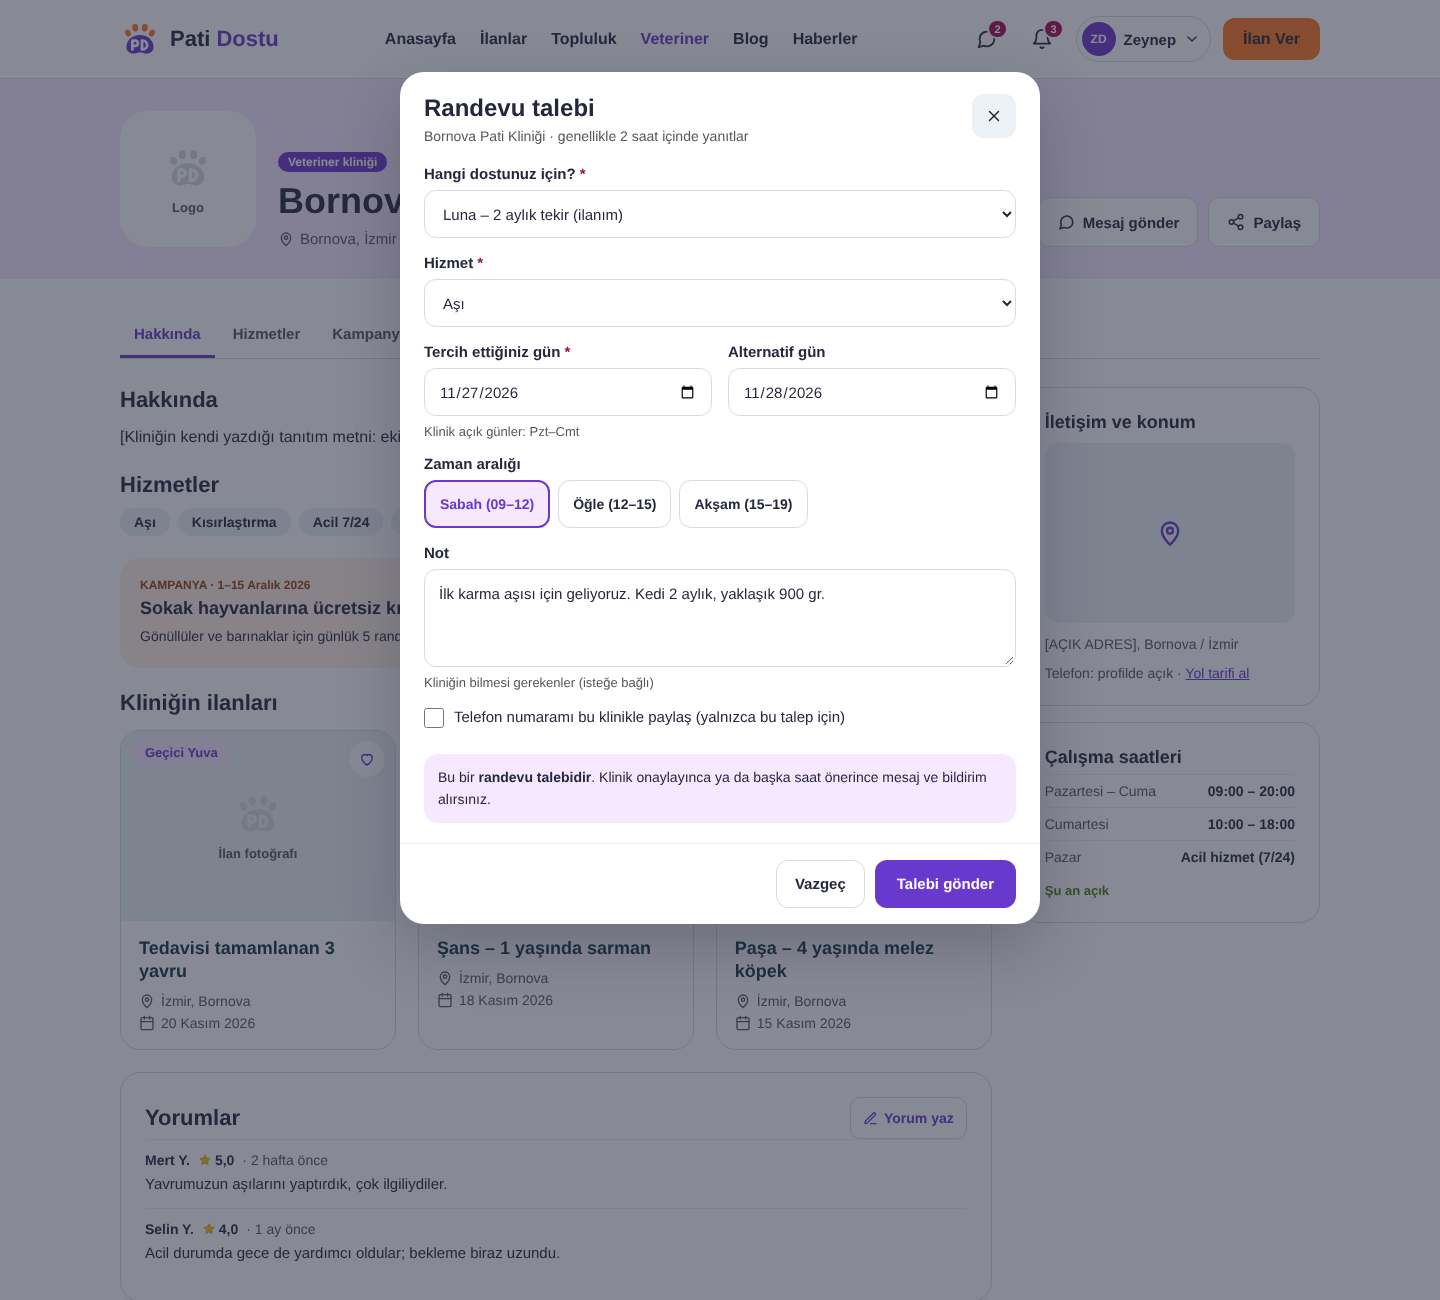 Pati Dostu
Anasayfa İlanlar Topluluk Veteriner Blog Haberler
2
3
ZD Zeynep
İlan Ver
Logo
Veteriner kliniği
Bornov
Bornova, İzmir
Mesaj gönder
Paylaş
Hakkında Hizmetler Kampany
Hakkında
[Kliniğin kendi yazdığı tanıtım metni: eki
Hizmetler
Aşı Kısırlaştırma Acil 7/24
KAMPANYA · 1–15 Aralık 2026
Sokak hayvanlarına ücretsiz kı
Gönüllüler ve barınaklar için günlük 5 rand
Kliniğin ilanları
Geçici Yuva
PD
İlan fotoğrafı
Tedavisi tamamlanan 3
yavru
İzmir, Bornova
20 Kasım 2026
Şans – 1 yaşında sarman
İzmir, Bornova
18 Kasım 2026
Paşa – 4 yaşında melez
köpek
İzmir, Bornova
15 Kasım 2026
Yorumlar
Yorum yaz
Mert Y. 5,0 · 2 hafta önce
Yavrumuzun aşılarını yaptırdık, çok ilgiliydiler.
Selin Y. 4,0 · 1 ay önce
Acil durumda gece de yardımcı oldular; bekleme biraz uzundu.
İletişim ve konum
[AÇIK ADRES], Bornova / İzmir
Telefon: profilde açık · Yol tarifi al
Çalışma saatleri
Pazartesi – Cuma 09:00 – 20:00
Cumartesi 10:00 – 18:00
Pazar Acil hizmet (7/24)
Şu an açık
Randevu talebi
Bornova Pati Kliniği · genellikle 2 saat içinde yanıtlar
Hangi dostunuz için? *
Luna – 2 aylık tekir (ilanım)
Hizmet *
Aşı
Tercih ettiğiniz gün *
Alternatif gün
11/27/2026
11/28/2026
Klinik açık günler: Pzt–Cmt
Zaman aralığı
Sabah (09–12) Öğle (12–15) Akşam (15–19)
Not
İlk karma aşısı için geliyoruz. Kedi 2 aylık, yaklaşık 900 gr.
Kliniğin bilmesi gerekenler (isteğe bağlı)
Telefon numaramı bu klinikle paylaş (yalnızca bu talep için)
Bu bir randevu talebidir. Klinik onaylayınca ya da başka saat önerince mesaj ve bildirim
alırsınız.
Vazgeç
Talebi gönder